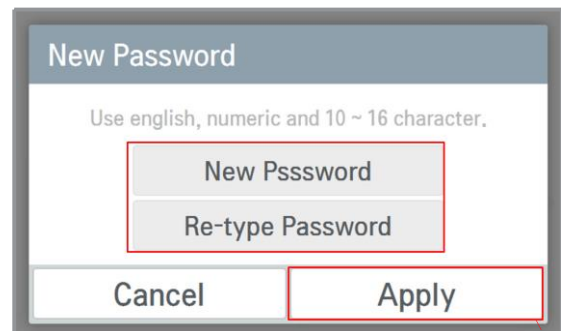 New Password
Use english, numeric and 10 ~ 16 character.
New Psssword
Re-type Password
Cancel
Apply